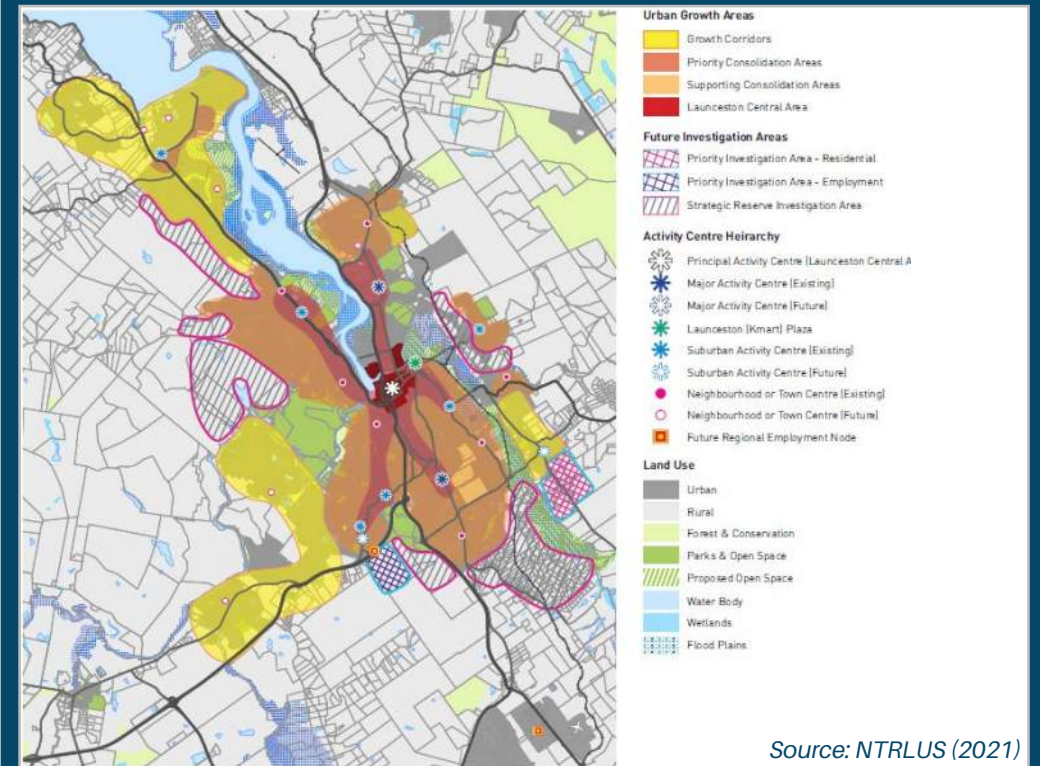 Urban Growth Areas
Growth Corridors
Priority Consolidation Areas
Supporting Consolidation Areas
Launceston Central Area
Future Investigation Areas
Priority Investigation Area - Residential
Priority Investigation Area - Employment
Strategic Reserve Investigation Area
Activity Centre Heirarchy
Principal Activity Centre (Launceston Central A
Major Activity Centre (Existing)
Major Activity Centre (Future)
Launceston (Kmart) Plaza
Suburban Activity Centre (Existing)
Suburban Activity Centre (Future)
Neighbourhood or Town Centre (Existing)
Neighbourhood or Town Centre (Future)
Future Regional Employment Node
Land Use
Urban
Rural
Forest & Conservation
Parks & Open Space
Proposed Open Space
Water Body
Wetlands
Flood Plains
Source: NTRLUS (2021)